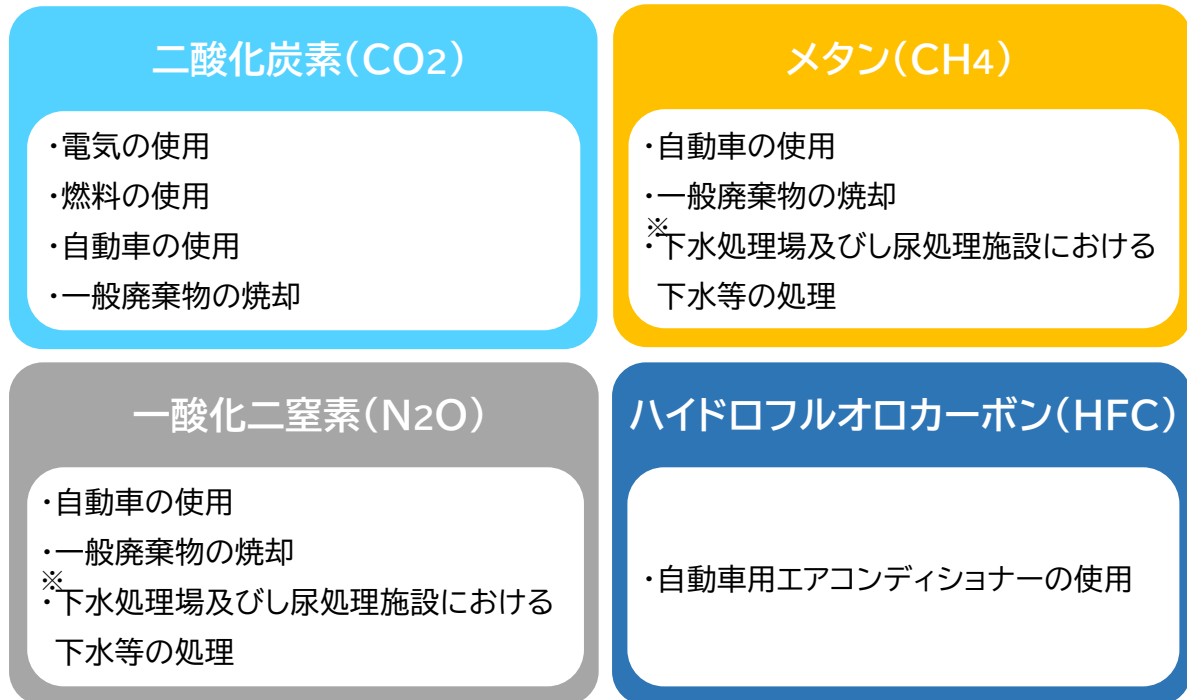 二酸化炭素(CO2)
・電気の使用
・燃料の使用
・自動車の使用
・一般廃棄物の焼却
メタン(CH4)
・自動車の使用
・一般廃棄物の焼却
※
・下水処理場及びし尿処理施設における
下水等の処理
一酸化二窒素(N2O)
・自動車の使用
・一般廃棄物の焼却
※
・下水処理場及びし尿処理施設における
下水等の処理
ハイドロフルオロカーボン(HFC)
・自動車用エアコンディショナーの使用